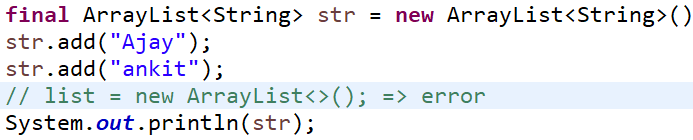 final ArrayList<String> str = new ArrayList<String>()
str.add("Ajay");
str.add("ankit");
// list = new ArrayList<>(); => error
System.out.println(str);